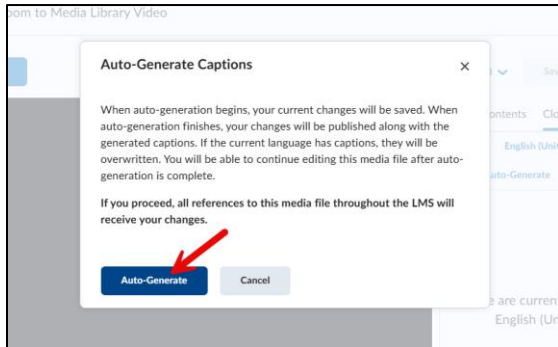 oom to Media Library Video
Auto-Generate Captions
When auto-generation begins, your current changes will be saved. When
auto-generation finishes, your changes will be published along with the
generated captions. If the current language has captions, they will be
overwritten. You will be able to continue editing this media file after auto-
generation is complete.
If you proceed, all references to this media file throughout the LMS will
receive your changes.
Auto-Generate
Cancel
Sav
ontents Clo
English (Unit
uto-Generate
e are curren
English (Un